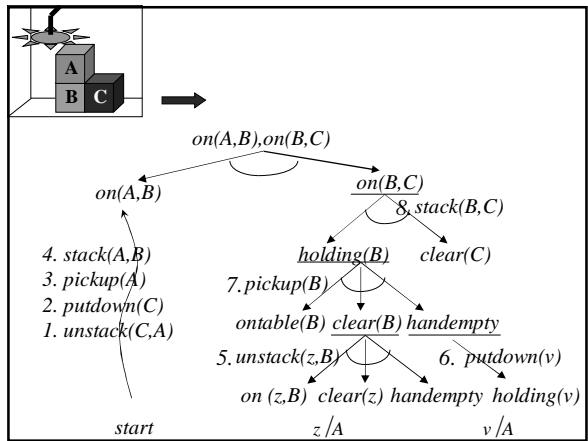 A
B C
on(A,B),on(B,C)
on(A,B) on(B,C)
8. stack(B,C)
4. stack(A,B) holding(B) clear(C)
3. pickup(A) 7. pickup(B)
2. putdown(C) ontable(B) clear(B) handempty
1. unstack(C,A) 5. unstack(z,B) 6. putdown(v)
on (z,B) clear(z) handempty holding(v)
start z/A v/A